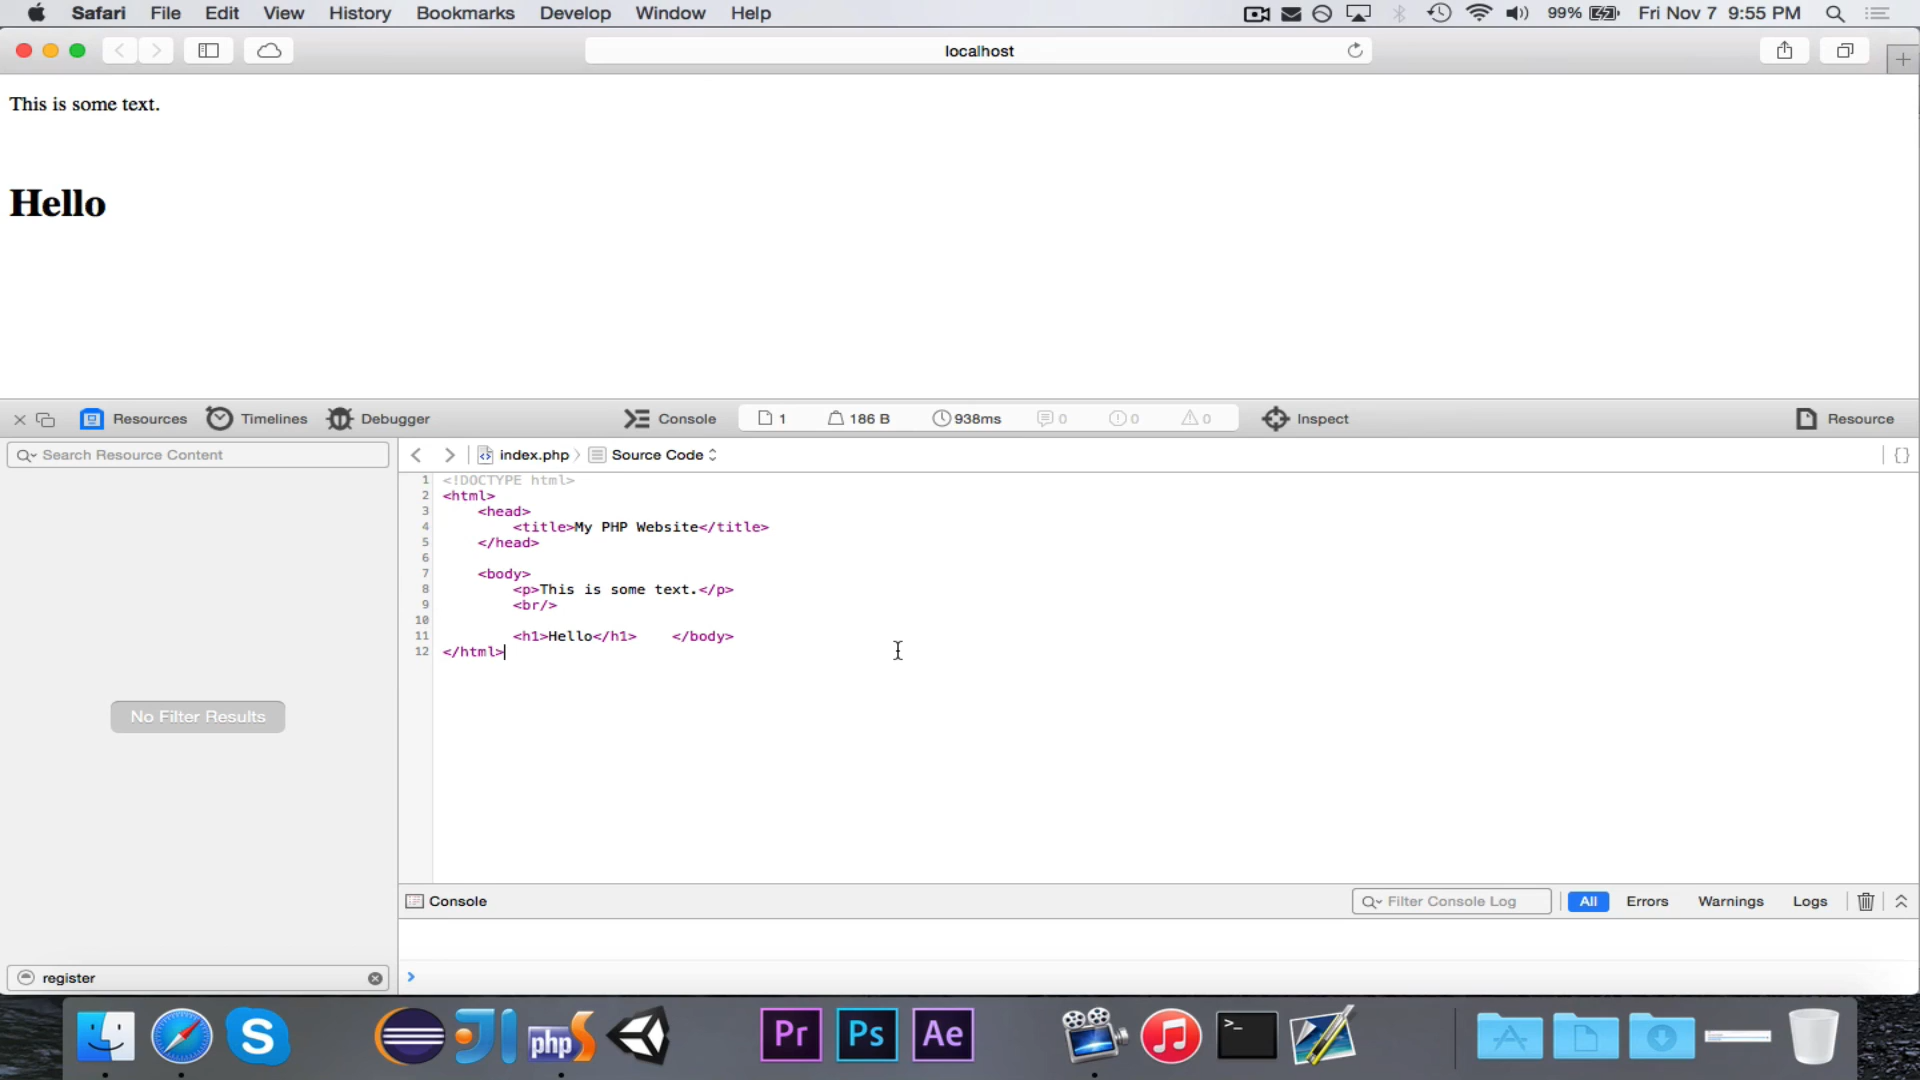 Safari File Edit View History Bookmarks Develop Window Help 99% Fri Nov 7 9:55 PM
localhost
This is some text.
Hello
Resources Timelines Debugger Console 1 186 B 938ms 0 0 0 Inspect Resource
Search Resource Content index.php Source Code {}
1 <!DOCTYPE html>
2 <html>
3 <head>
4 <title>My PHP Website</title>
5 </head>
6
7 <body>
8 <p>This is some text.</p>
9 <br/>
10
11 <h1>Hello</h1> </body>
12 </html>
No Filter Results
Console Filter Console Log All Errors Warnings Logs
register
S JI php S Pr Ps Ae >_